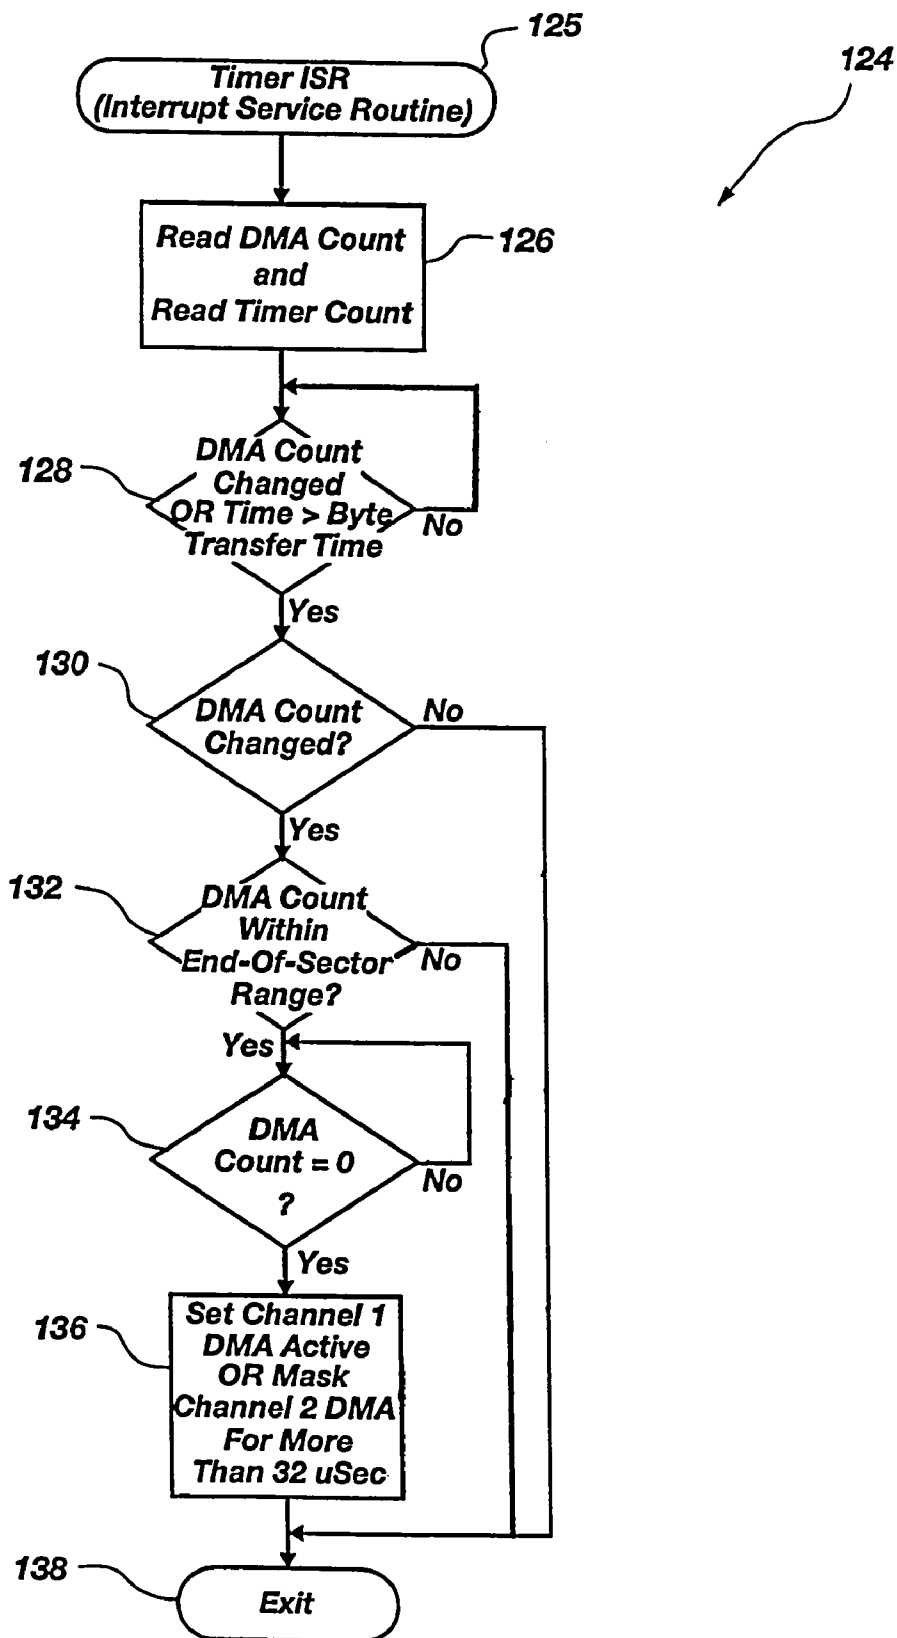 125
124
Timer ISR
(Interrupt Service Routine)
Read DMA Count
and
Read Timer Count
126
128
DMA Count
Changed
OR Time > Byte
Transfer Time
No
Yes
130
DMA Count
Changed?
No
Yes
132
DMA Count
Within
End-Of-Sector
Range?
No
Yes
134
DMA
Count = 0
?
No
Yes
136
Set Channel 1
DMA Active
OR Mask
Channel 2 DMA
For More
Than 32 uSec
138
Exit